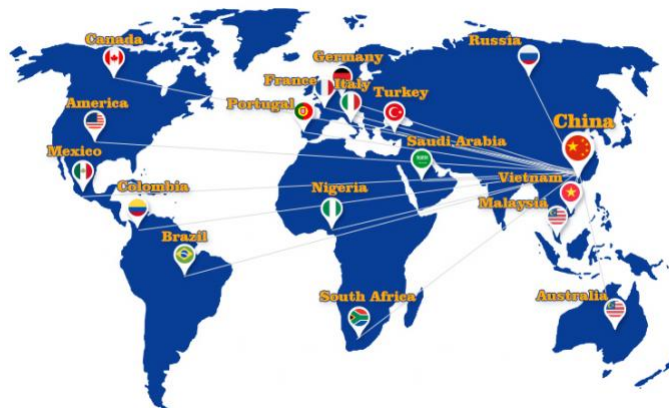 Canada
Germany
Russia
France
Italy
America
Portugal
Turkey
China
Mexico
Saudi Arabia
Vietnam
Colombia
Nigeria
Malaysia
Brazil
South Africa
Australia